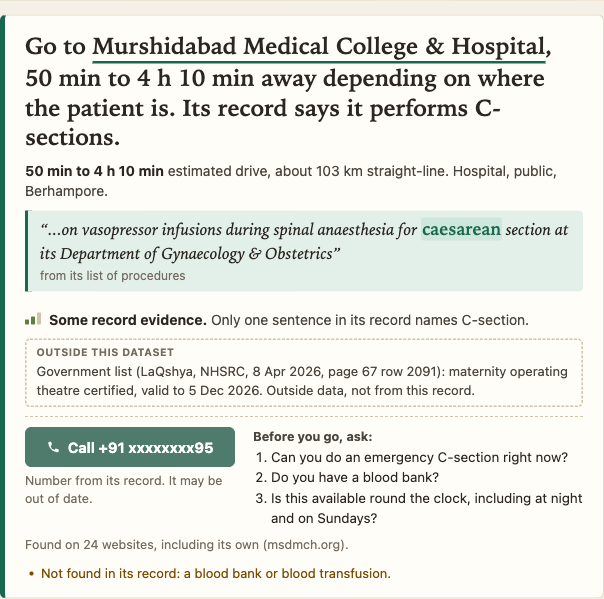 Go to Murshidabad Medical College & Hospital,
50 min to 4 h 10 min away depending on where
the patient is. Its record says it performs C-
sections.
50 min to 4 h 10 min estimated drive, about 103 km straight-line. Hospital, public,
Berhampore.
“…on vasopressor infusions during spinal anaesthesia for caesarean section at
its Department of Gynaecology & Obstetrics”
from its list of procedures
Some record evidence. Only one sentence in its record names C-section.
OUTSIDE THIS DATASET
Government list (LaQshya, NHSRC, 8 Apr 2026, page 67 row 2091): maternity operating
theatre certified, valid to 5 Dec 2026. Outside data, not from this record.
Call +91 xxxxxxxx95
Number from its record. It may be
out of date.
Before you go, ask:
1. Can you do an emergency C-section right now?
2. Do you have a blood bank?
3. Is this available round the clock, including at night
and on Sundays?
Found on 24 websites, including its own (msdmch.org).
• Not found in its record: a blood bank or blood transfusion.